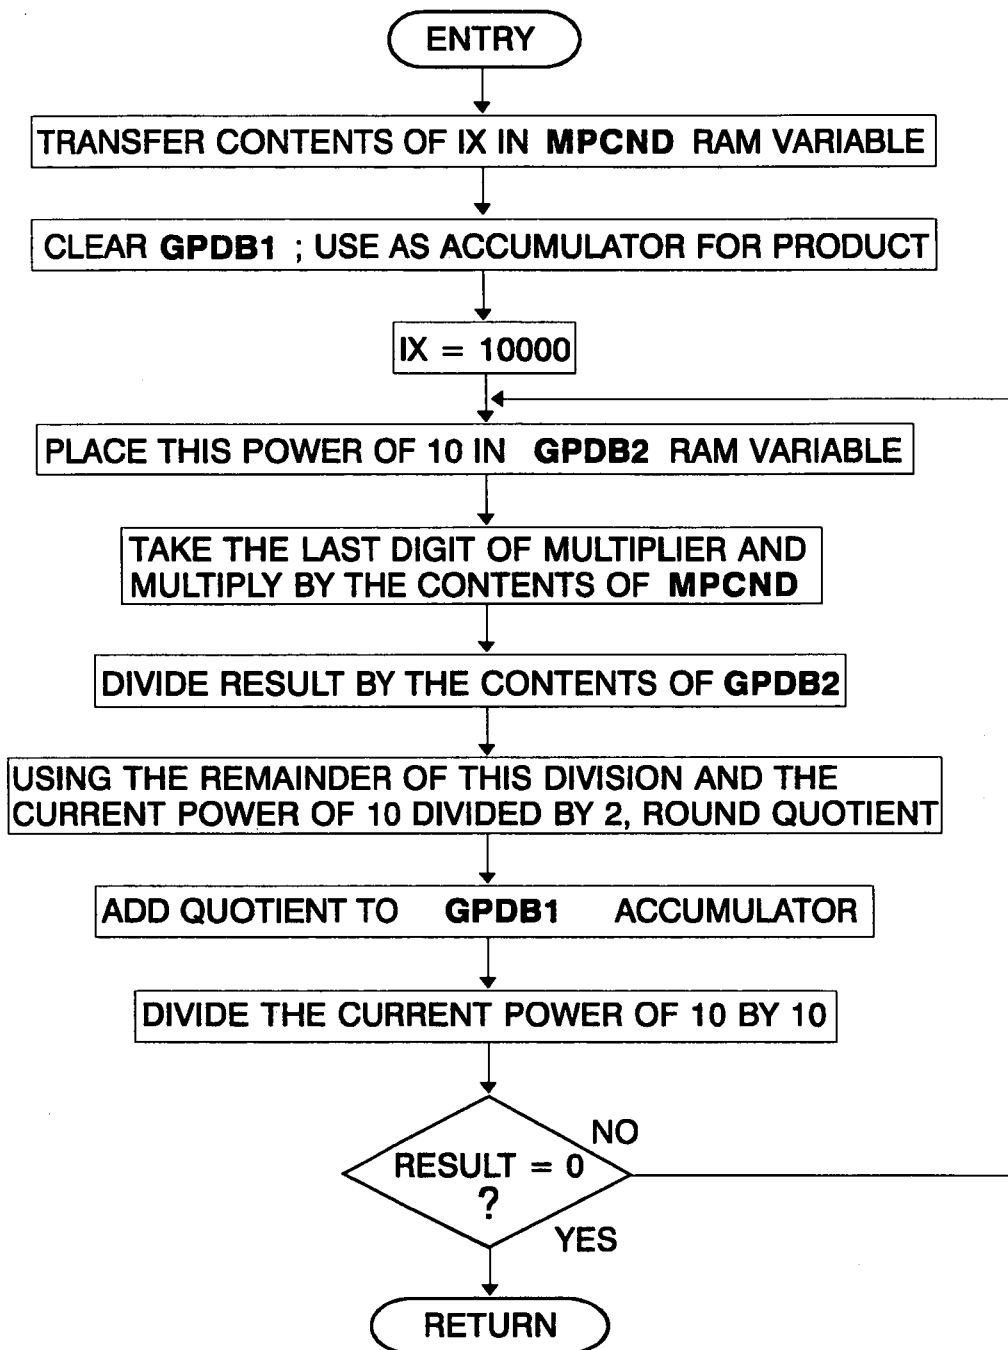 ENTRY
TRANSFER CONTENTS OF IX IN MPCND RAM VARIABLE
CLEAR GPDB1 ; USE AS ACCUMULATOR FOR PRODUCT
IX = 10000
PLACE THIS POWER OF 10 IN GPDB2 RAM VARIABLE
TAKE THE LAST DIGIT OF MULTIPLIER AND
MULTIPLY BY THE CONTENTS OF MPCND
DIVIDE RESULT BY THE CONTENTS OF GPDB2
USING THE REMAINDER OF THIS DIVISION AND THE
CURRENT POWER OF 10 DIVIDED BY 2, ROUND QUOTIENT
ADD QUOTIENT TO GPDB1 ACCUMULATOR
DIVIDE THE CURRENT POWER OF 10 BY 10
NO
RESULT = 0
?
YES
RETURN